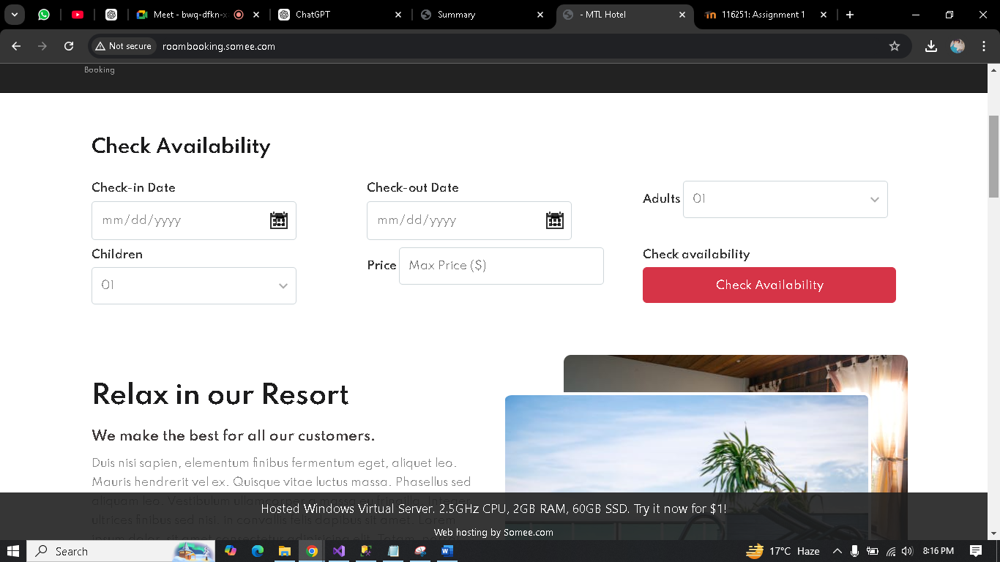 Meet - bwq-dfkn-x
ChatGPT
Summary
- MTL Hotel
116251: Assignment 1
Not secure
roombooking.somee.com
Booking
Check Availability
Check-in Date
Check-out Date
Adults
01
mm/dd/yyyy
mm/dd/yyyy
Children
01
Price
Max Price ($)
Check availability
Check Availability
Relax in our Resort
We make the best for all our customers.
Duis nisi sapien, elementum finibus fermentum eget, aliquet leo.
Mauris hendrerit vel ex. Quisque vitae luctus massa. Phasellus sed
aliquam leo. Vestibulum ullamcorper a massa eu fringilla. Integer
ultrices finibus sed nisl, in convallis felis dapibus sit amet. Lorem
Hosted Windows Virtual Server. 2.5GHz CPU, 2GB RAM, 60GB SSD. Try it now for $1!
Web hosting by Somee.com
Search
17°C Haze
8:16 PM